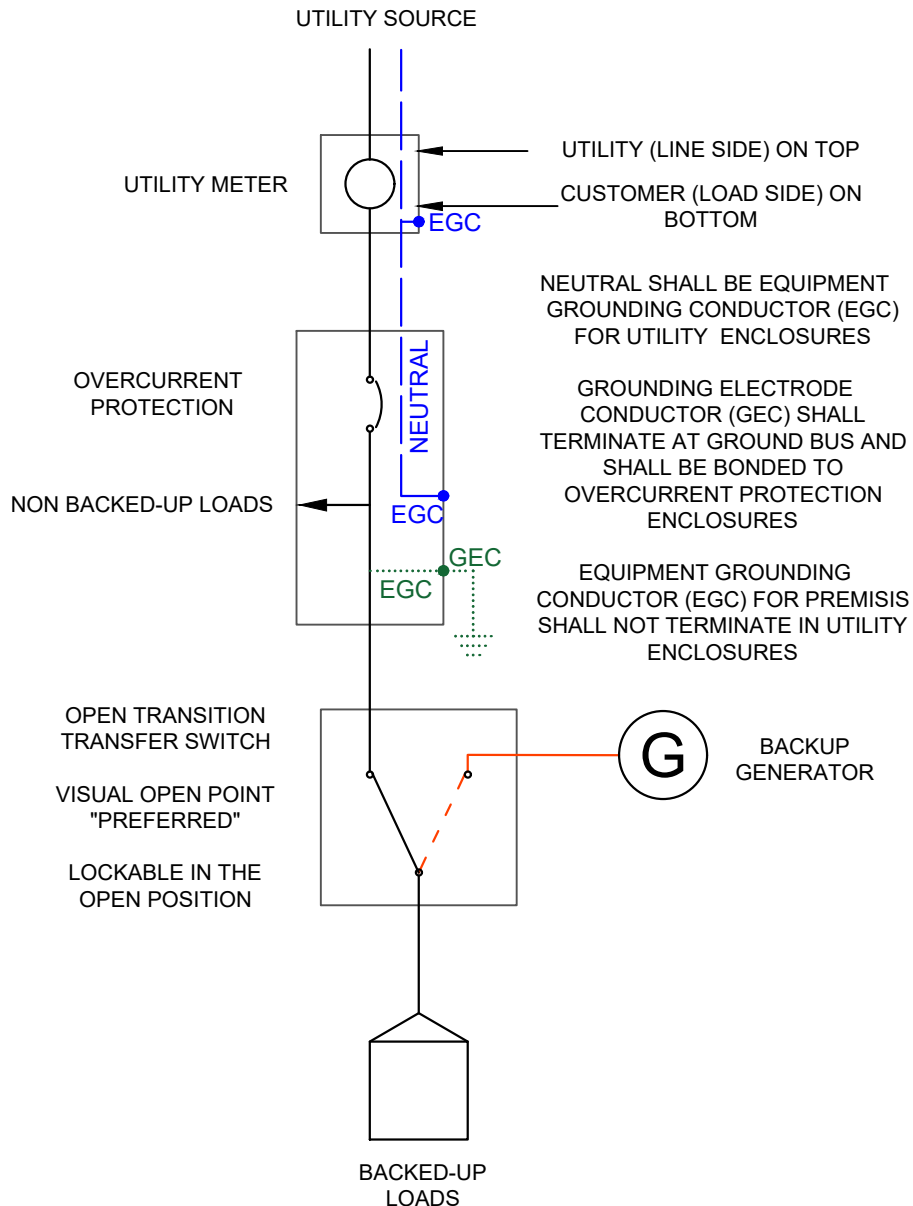 UTILITY SOURCE
UTILITY (LINE SIDE) ON TOP
UTILITY METER
CUSTOMER (LOAD SIDE) ON
BOTTOM
EGC
NEUTRAL SHALL BE EQUIPMENT
GROUNDING CONDUCTOR (EGC)
FOR UTILITY ENCLOSURES
OVERCURRENT
PROTECTION
NEUTRAL
GROUNDING ELECTRODE
CONDUCTOR (GEC) SHALL
TERMINATE AT GROUND BUS AND
SHALL BE BONDED TO
OVERCURRENT PROTECTION
ENCLOSURES
NON BACKED-UP LOADS
EGC
GEC
EGC
EQUIPMENT GROUNDING
CONDUCTOR (EGC) FOR PREMISIS
SHALL NOT TERMINATE IN UTILITY
ENCLOSURES
OPEN TRANSITION
TRANSFER SWITCH
VISUAL OPEN POINT
"PREFERRED"
LOCKABLE IN THE
OPEN POSITION
G
BACKUP
GENERATOR
BACKED-UP
LOADS